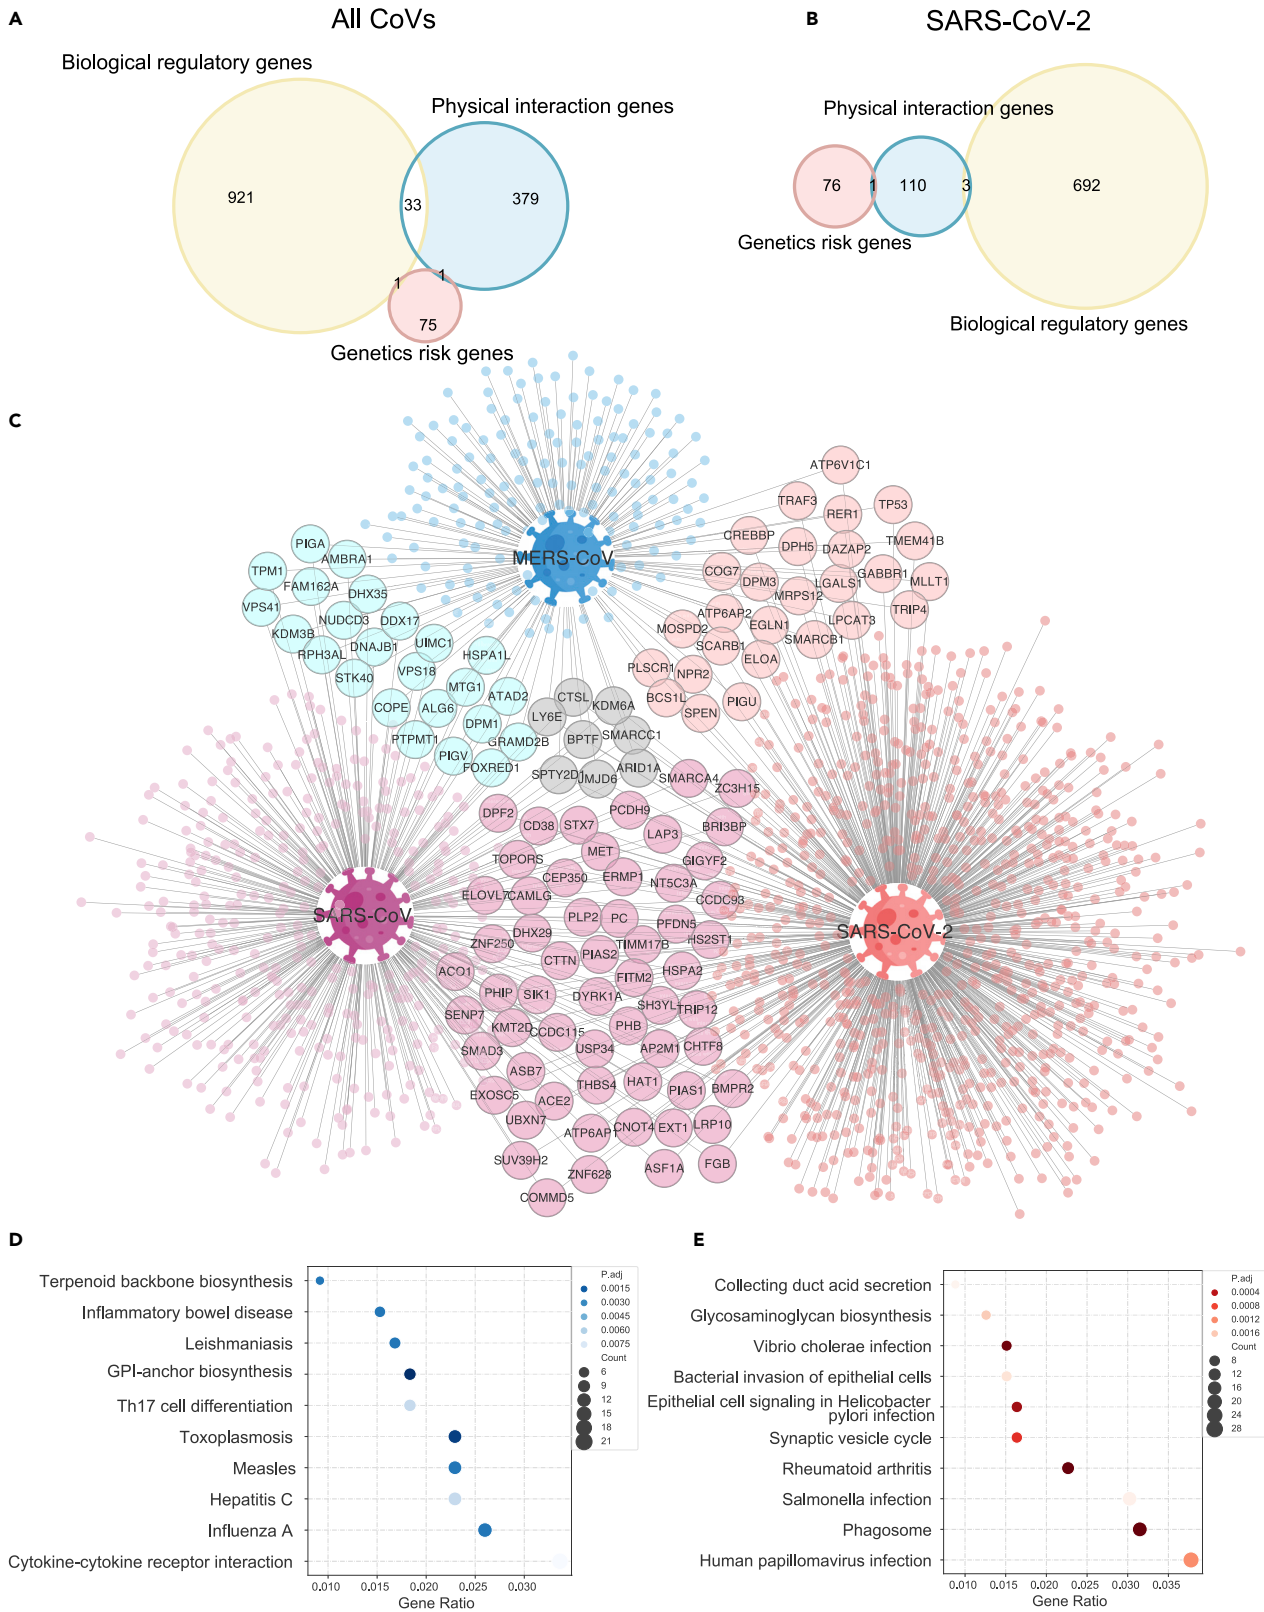 A
All CoVs
Biological regulatory genes
Physical interaction genes
921
33
379
1
1
75
Genetics risk genes
B
SARS-CoV-2
Physical interaction genes
76
1
110
3
692
Genetics risk genes
Biological regulatory genes
C
MERS-CoV
SARS-CoV
SARS-CoV-2
PIGA
AMBRA1
TPM1
FAM162A
DHX35
VPS41
NUDCD3
DDX17
KDM3B
DNAJB1
UIMC1
RPH3AL
HSPA1L
STK40
VPS18
MTG1
ATAD2
COPE
ALG6
DPM1
PTPMT1
GRAMD2B
PIGV
FOXRED1
CTSL
KDM6A
LY6E
BPTF
SMARCC1
SPTY2D1
JMJD6
ARID1A
ATP6V1C1
TRAF3
TP53
RER1
CREBBP
TMEM41B
DPH5
DAZAP2
COG7
DPM3
LGALS1
GABBR1
MLLT1
MRPS12
ATP6AP2
TRIP4
MOSPD2
EGLN1
LPCAT3
SCARB1
SMARCB1
PLSCR1
NPR2
ELOA
BCS1L
SPEN
PIGU
SMARCA4
ZC3H15
DPF2
CD38
STX7
PCDH9
LAP3
BRI3BP
TOPORS
MET
GIGYF2
CEP350
ERMP1
NT5C3A
ELOVL7
CAMLG
CCDC93
PLP2
PC
PFDN5
ZNF250
DHX29
TIMM17B
HS2ST1
CTTN
PIAS2
ACO1
FITM2
HSPA2
PHIP
SIK1
DYRK1A
SH3YL
TRIP12
SENP7
KMT2D
CCDC115
PHB
SMAD3
USP34
AP2M1
CHTF8
ASB7
THBS4
HAT1
PIAS1
BMPR2
EXOSC5
ACE2
UBXN7
ATP6AP1
CNOT4
EXT1
LRP10
SUV39H2
ZNF628
ASF1A
FGB
COMMD5
D
Terpenoid backbone biosynthesis
Inflammatory bowel disease
Leishmaniasis
GPI-anchor biosynthesis
Th17 cell differentiation
Toxoplasmosis
Measles
Hepatitis C
Influenza A
Cytokine-cytokine receptor interaction
0.010 0.015 0.020 0.025 0.030
Gene Ratio
P.adj
0.0015
0.0030
0.0045
0.0060
0.0075
Count
6
9
12
15
18
21
E
Collecting duct acid secretion
Glycosaminoglycan biosynthesis
Vibrio cholerae infection
Bacterial invasion of epithelial cells
Epithelial cell signaling in Helicobacter
pylori infection
Synaptic vesicle cycle
Rheumatoid arthritis
Salmonella infection
Phagosome
Human papillomavirus infection
0.010 0.015 0.020 0.025 0.030 0.035
Gene Ratio
P.adj
0.0004
0.0008
0.0012
0.0016
Count
8
12
16
20
24
28